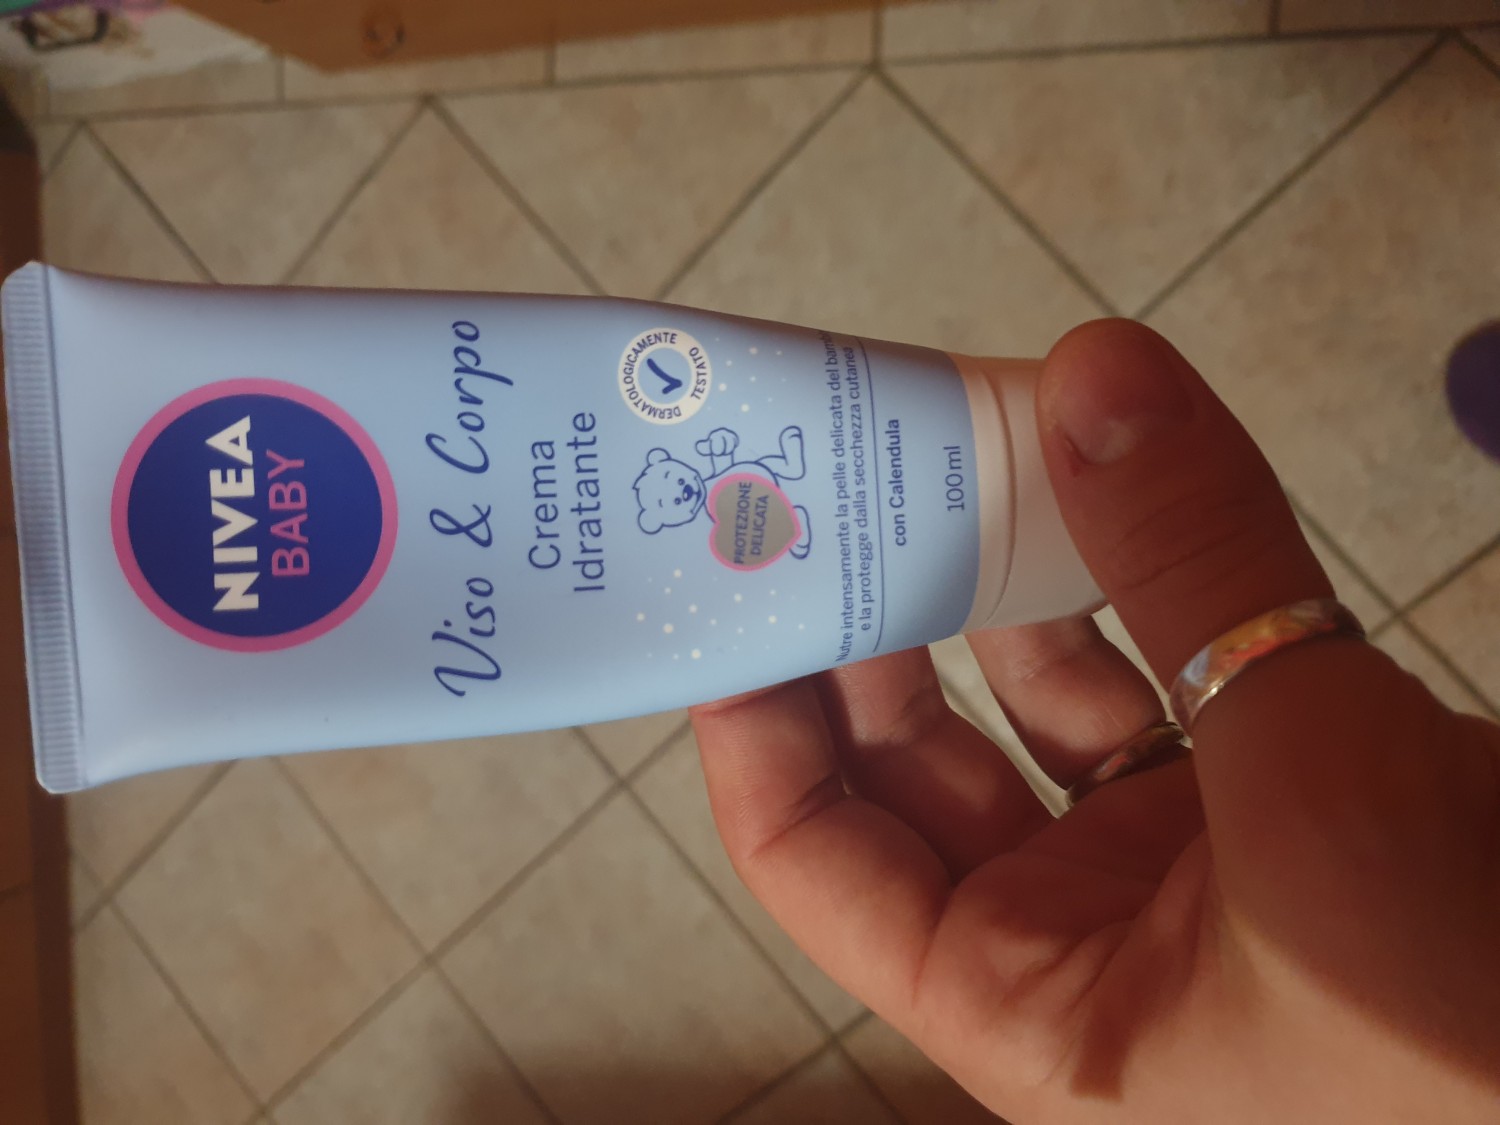 NIVEA
BABY
Viso & Corpo
Crema
Idratante
DERMATOLOGICAMENTE
TESTATO
PROTEZIONE
DELICATA
Nutre intensamente la pelle delicata del
e la protegge dalla secchezza cutanea
con Calendula
100ml